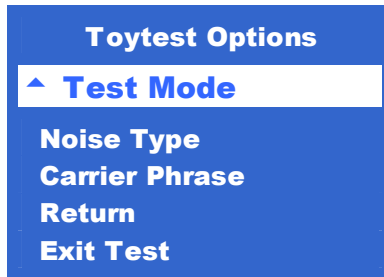 Toytest Options
Test Mode
Noise Type
Carrier Phrase
Return
Exit Test